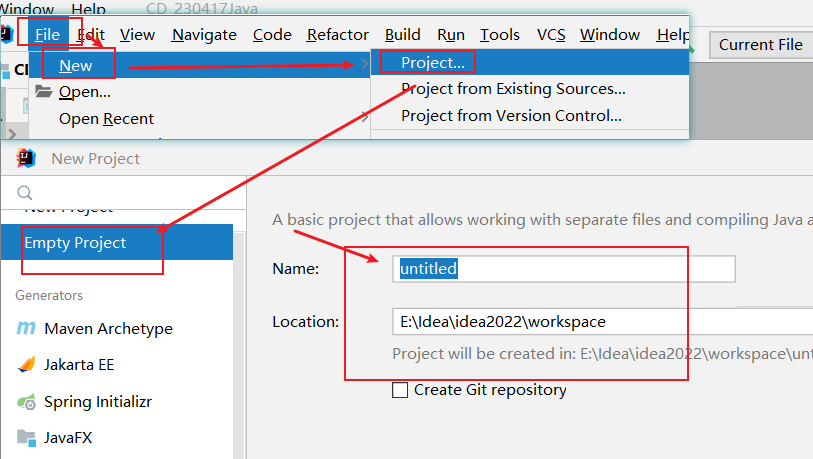 Window Help CD_230417Java
File Edit View Navigate Code Refactor Build Run Tools VCS Window Help
Current File
New
Project...
Open...
Project from Existing Sources...
Open Recent
Project from Version Control...
New Project
New Project
Empty Project
A basic project that allows working with separate files and compiling Java
Name:
untitled
Generators
Location:
E:\Idea\idea2022\workspace
Maven Archetype
Project will be created in: E:\Idea\idea2022\workspace\unt
Jakarta EE
Create Git repository
Spring Initializr
JavaFX